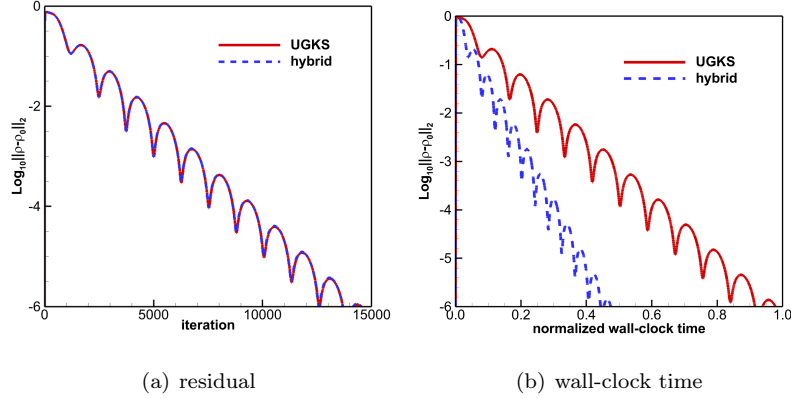 0
-2
-4
-6
Log₁₀||ρ-ρ₀||₂
UGKS
hybrid
0
5000
10000
15000
iteration
(a) residual
0
-1
-2
-3
-4
-5
-6
Log₁₀||ρ-ρ₀||₂
UGKS
hybrid
0.0
0.2
0.4
0.6
0.8
1.0
normalized wall-clock time
(b) wall-clock time